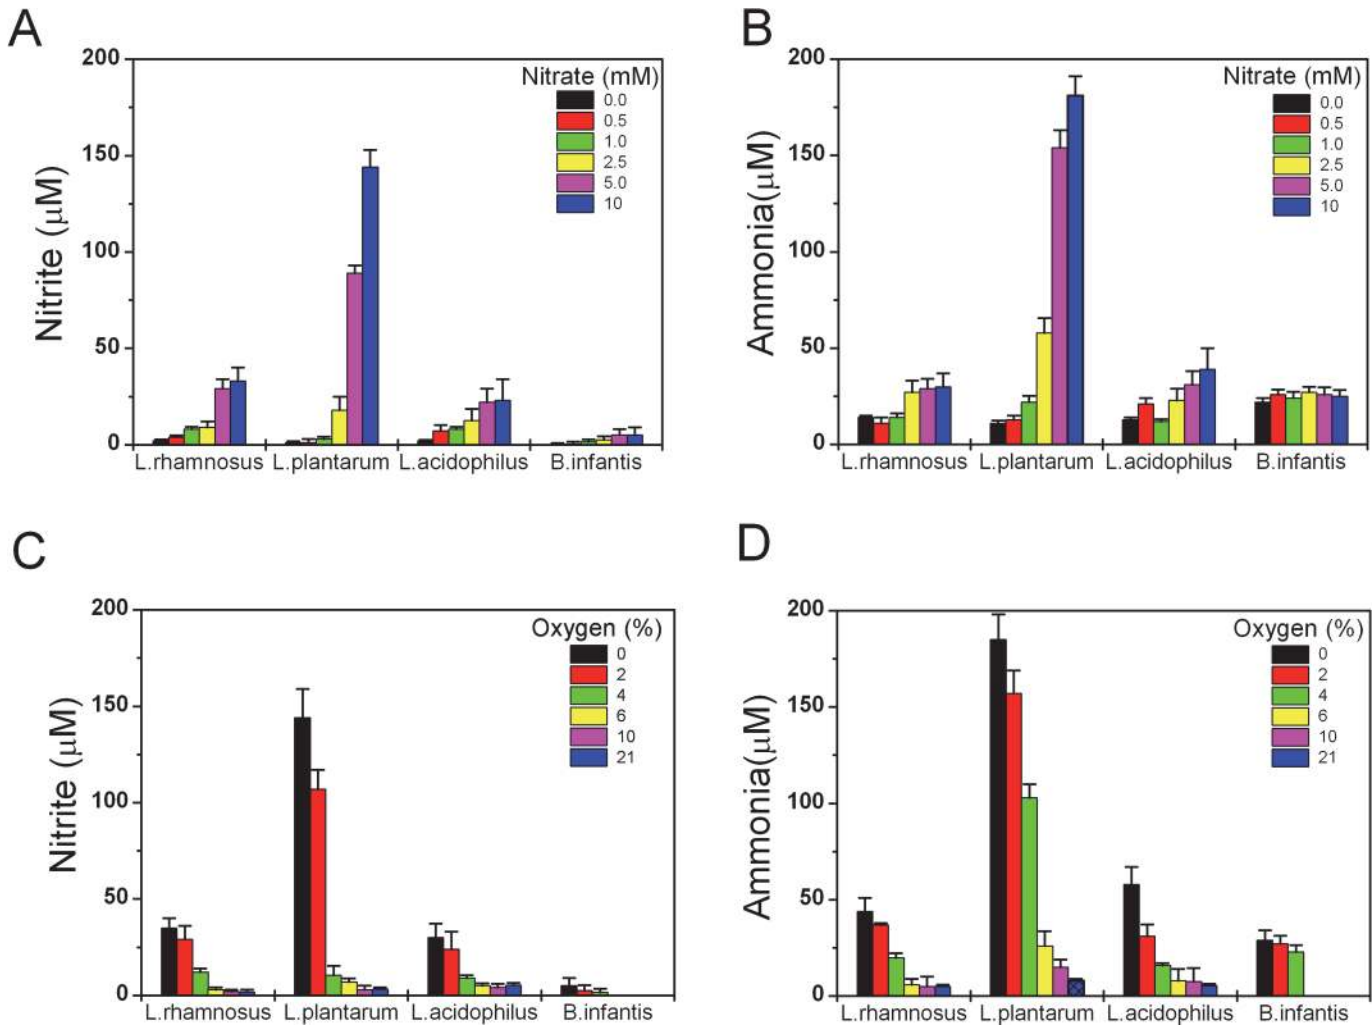 A
200
150
100
50
0
Nitrite (μM)
Nitrate (mM)
0.0
0.5
1.0
2.5
5.0
10
L.rhamnosus L.plantarum L.acidophilus B.infantis
B
200
150
100
50
0
Ammonia(μM)
Nitrate (mM)
0.0
0.5
1.0
2.5
5.0
10
L.rhamnosus L.plantarum L.acidophilus B.infantis
C
200
150
100
50
0
Nitrite (μM)
Oxygen (%)
0
2
4
6
10
21
L.rhamnosus L.plantarum L.acidophilus B.infantis
D
200
150
100
50
0
Ammonia(μM)
Oxygen (%)
0
2
4
6
10
21
L.rhamnosus L.plantarum L.acidophilus B.infantis